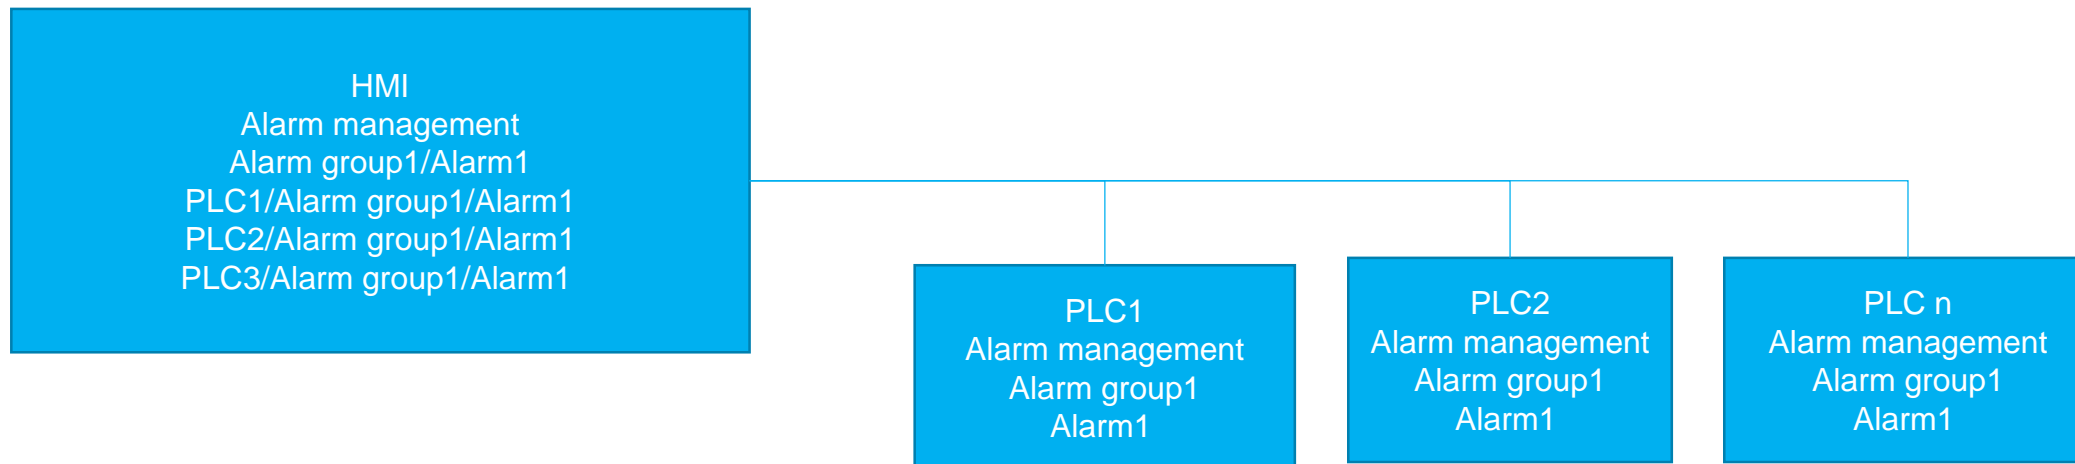 HMI
Alarm management
Alarm group1/Alarm1
PLC1/Alarm group1/Alarm1
PLC2/Alarm group1/Alarm1
PLC3/Alarm group1/Alarm1
PLC1
Alarm management
Alarm group1
Alarm1
PLC2
Alarm management
Alarm group1
Alarm1
PLC n
Alarm management
Alarm group1
Alarm1